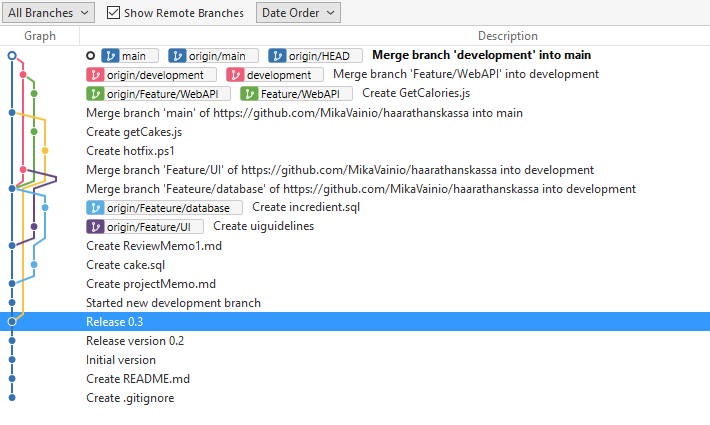 All Branches Show Remote Branches Date Order
Graph Description
main origin/main origin/HEAD Merge branch 'development' into main
origin/development development Merge branch 'Feature/WebAPI' into development
origin/Feature/WebAPI Feature/WebAPI Create GetCalories.js
Merge branch 'main' of https://github.com/MikaVainio/haarathanskassa into main
Create getCakes.js
Create hotfix.ps1
Merge branch 'Feature/UI' of https://github.com/MikaVainio/haarathanskassa into development
Merge branch 'Feateure/database' of https://github.com/MikaVainio/haarathanskassa into development
origin/Feateure/database Create incredient.sql
origin/Feature/UI Create uiguidelines
Create ReviewMemo1.md
Create cake.sql
Create projectMemo.md
Started new development branch
Release 0.3
Release version 0.2
Initial version
Create README.md
Create .gitignore